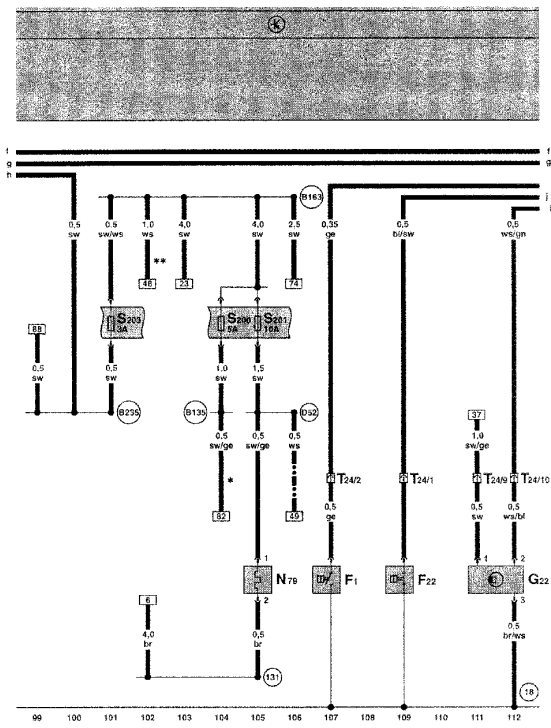 k
f f
g g
h
B163
j
i
0,5 0,5 1,0 4,0 4,0 2,5 0,35 0,5 0,5
sw sw/ws ws sw sw sw ge bl/sw ws/gn
**
48 23 74
88
S203 S200 S201
3A 5A 10A
0,5 0,5 1,0 1,5
sw sw sw sw
B235 B135 D52
37
0,5 0,5 0,5 1,0
sw/ge sw/ge ws sw/ge
*
T24/2 T24/1 T24/9 T24/10
82 49
0,5 0,5 0,5
ge sw ws/bl
1 1 2
N79 F1 F22 G22
2 3
6
4,0 0,5 0,5
br br br/ws
131 18
99 100 101 102 103 104 105 106 107 108 109 110 111 112